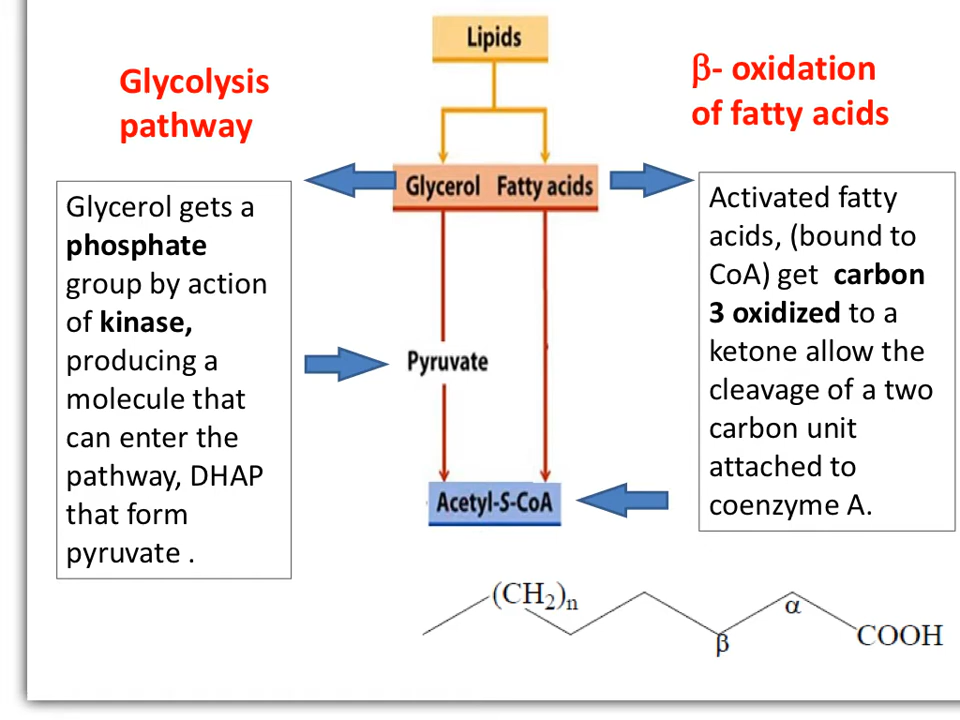 Lipids
Glycolysis
pathway
β- oxidation
of fatty acids
Glycerol Fatty acids
Glycerol gets a
phosphate
group by action
of kinase,
producing a
molecule that
can enter the
pathway, DHAP
that form
pyruvate .
Activated fatty
acids, (bound to
CoA) get carbon
3 oxidized to a
ketone allow the
cleavage of a two
carbon unit
attached to
coenzyme A.
Pyruvate
Acetyl-S-CoA
(CH2)n
α
β
COOH